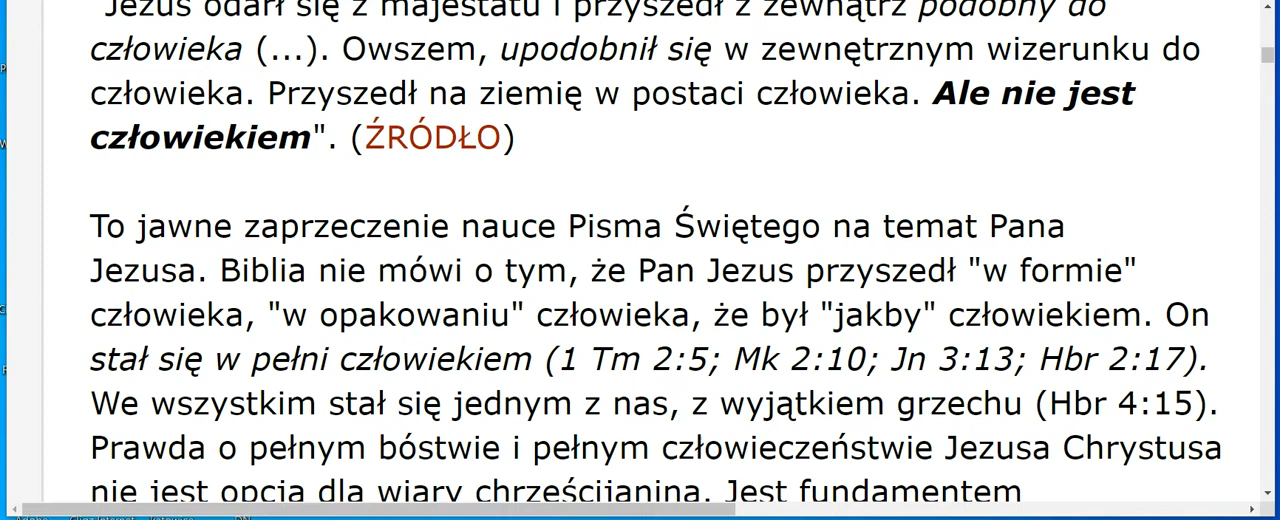 "Jezus odarł się z majestatu i przyszedł z zewnątrz podobny do
człowieka (...). Owszem, upodobnił się w zewnętrznym wizerunku do
człowieka. Przyszedł na ziemię w postaci człowieka. Ale nie jest
człowiekiem". (ŹRÓDŁO)
To jawne zaprzeczenie nauce Pisma Świętego na temat Pana
Jezusa. Biblia nie mówi o tym, że Pan Jezus przyszedł "w formie"
człowieka, "w opakowaniu" człowieka, że był "jakby" człowiekiem. On
stał się w pełni człowiekiem (1 Tm 2:5; Mk 2:10; Jn 3:13; Hbr 2:17).
We wszystkim stał się jednym z nas, z wyjątkiem grzechu (Hbr 4:15).
Prawda o pełnym bóstwie i pełnym człowieczeństwie Jezusa Chrystusa
nie jest opcją dla wiary chrześcijanina. Jest fundamentem